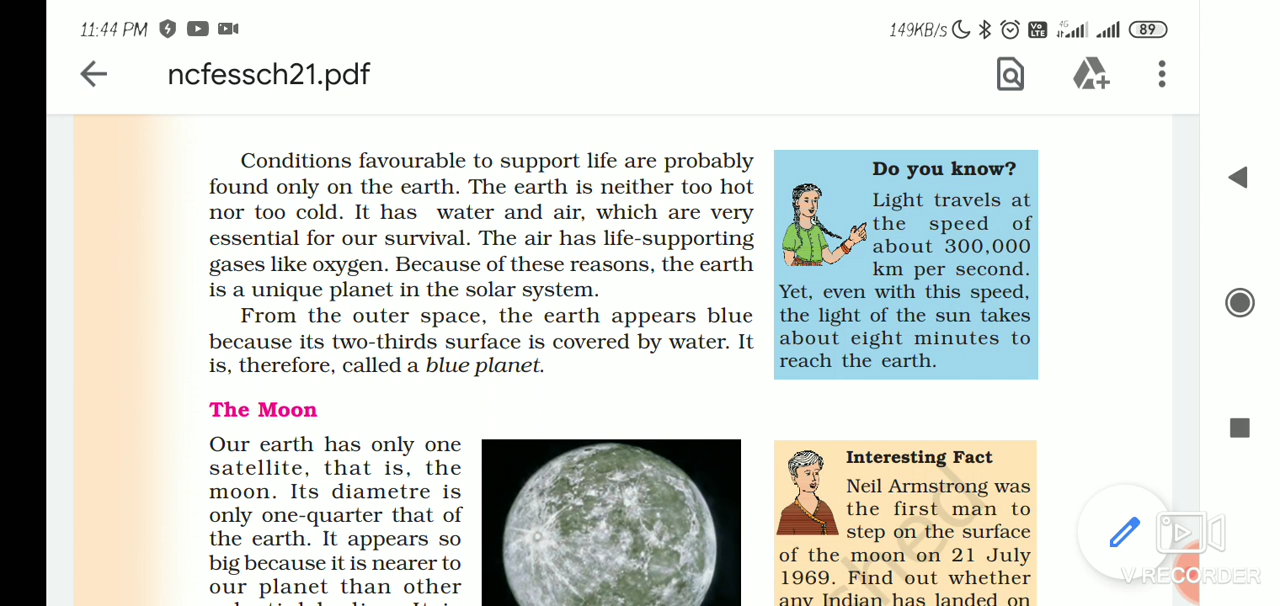 11:44 PM
149KB/s
Vo
LTE
4G
89
ncfessch21.pdf
Conditions favourable to support life are probably
found only on the earth. The earth is neither too hot
nor too cold. It has water and air, which are very
essential for our survival. The air has life-supporting
gases like oxygen. Because of these reasons, the earth
is a unique planet in the solar system.
From the outer space, the earth appears blue
because its two-thirds surface is covered by water. It
is, therefore, called a blue planet.
Do you know?
Light travels at
the speed of
about 300,000
km per second.
Yet, even with this speed,
the light of the sun takes
about eight minutes to
reach the earth.
The Moon
Our earth has only one
satellite, that is, the
moon. Its diametre is
only one-quarter that of
the earth. It appears so
big because it is nearer to
our planet than other
Interesting Fact
Neil Armstrong was
the first man to
step on the surface
of the moon on 21 July
1969. Find out whether
any Indian has landed on
V RECORDER